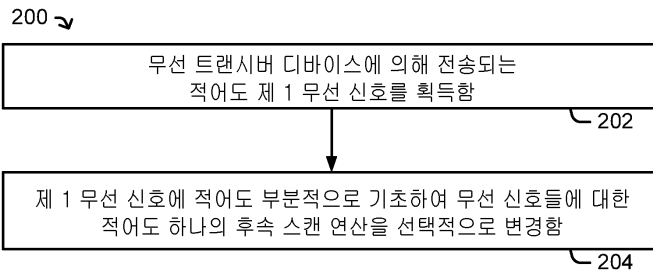 200
무선 트랜시버 디바이스에 의해 전송되는
적어도 제 1 무선 신호를 획득함
202
제 1 무선 신호에 적어도 부분적으로 기초하여 무선 신호들에 대한
적어도 하나의 후속 스캔 연산을 선택적으로 변경함
204